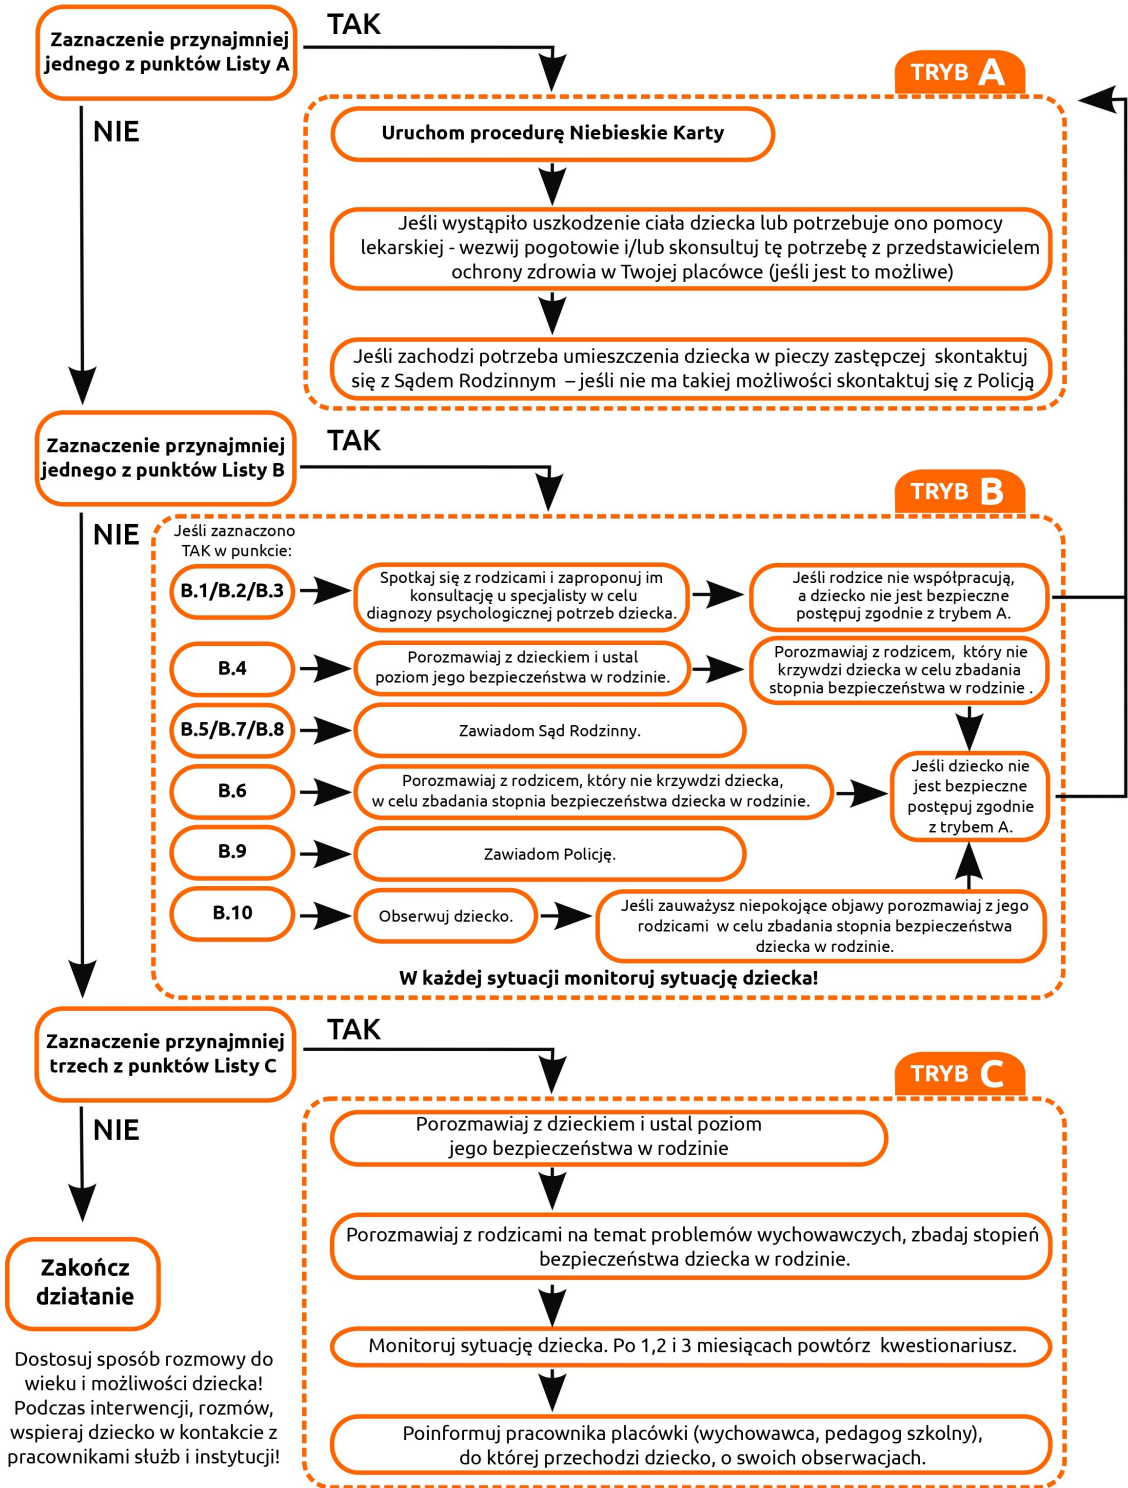 Zaznaczenie przynajmniej
jednego z punktów Listy A
TAK
NIE
TRYB A
Uruchom procedurę Niebieskie Karty
Jeśli wystąpiło uszkodzenie ciała dziecka lub potrzebuje ono pomocy
lekarskiej - wezwij pogotowie i/lub skonsultuj tę potrzebę z przedstawicielem
ochrony zdrowia w Twojej placówce (jeśli jest to możliwe)
Jeśli zachodzi potrzeba umieszczenia dziecka w pieczy zastępczej skontaktuj
się z Sądem Rodzinnym – jeśli nie ma takiej możliwości skontaktuj się z Policją
Zaznaczenie przynajmniej
jednego z punktów Listy B
TAK
NIE
TRYB B
Jeśli zaznaczono
TAK w punkcie:
B.1/B.2/B.3
Spotkaj się z rodzicami i zaproponuj im
konsultację u specjalisty w celu
diagnozy psychologicznej potrzeb dziecka.
Jeśli rodzice nie współpracują,
a dziecko nie jest bezpieczne
postępuj zgodnie z trybem A.
B.4
Porozmawiaj z dzieckiem i ustal
poziom jego bezpieczeństwa w rodzinie.
Porozmawiaj z rodzicem, który nie
krzywdzi dziecka w celu zbadania
stopnia bezpieczeństwa w rodzinie .
B.5/B.7/B.8
Zawiadom Sąd Rodzinny.
B.6
Porozmawiaj z rodzicem, który nie krzywdzi dziecka,
w celu zbadania stopnia bezpieczeństwa dziecka w rodzinie.
Jeśli dziecko nie
jest bezpieczne
postępuj zgodnie
z trybem A.
B.9
Zawiadom Policję.
B.10
Obserwuj dziecko.
Jeśli zauważysz niepokojące objawy porozmawiaj z jego
rodzicami w celu zbadania stopnia bezpieczeństwa
dziecka w rodzinie.
W każdej sytuacji monitoruj sytuację dziecka!
Zaznaczenie przynajmniej
trzech z punktów Listy C
TAK
NIE
TRYB C
Porozmawiaj z dzieckiem i ustal poziom
jego bezpieczeństwa w rodzinie
Porozmawiaj z rodzicami na temat problemów wychowawczych, zbadaj stopień
bezpieczeństwa dziecka w rodzinie.
Monitoruj sytuację dziecka. Po 1,2 i 3 miesiącach powtórz kwestionariusz.
Poinformuj pracownika placówki (wychowawca, pedagog szkolny),
do której przechodzi dziecko, o swoich obserwacjach.
Zakończ
działanie
Dostosuj sposób rozmowy do
wieku i możliwości dziecka!
Podczas interwencji, rozmów,
wspieraj dziecko w kontakcie z
pracownikami służb i instytucji!